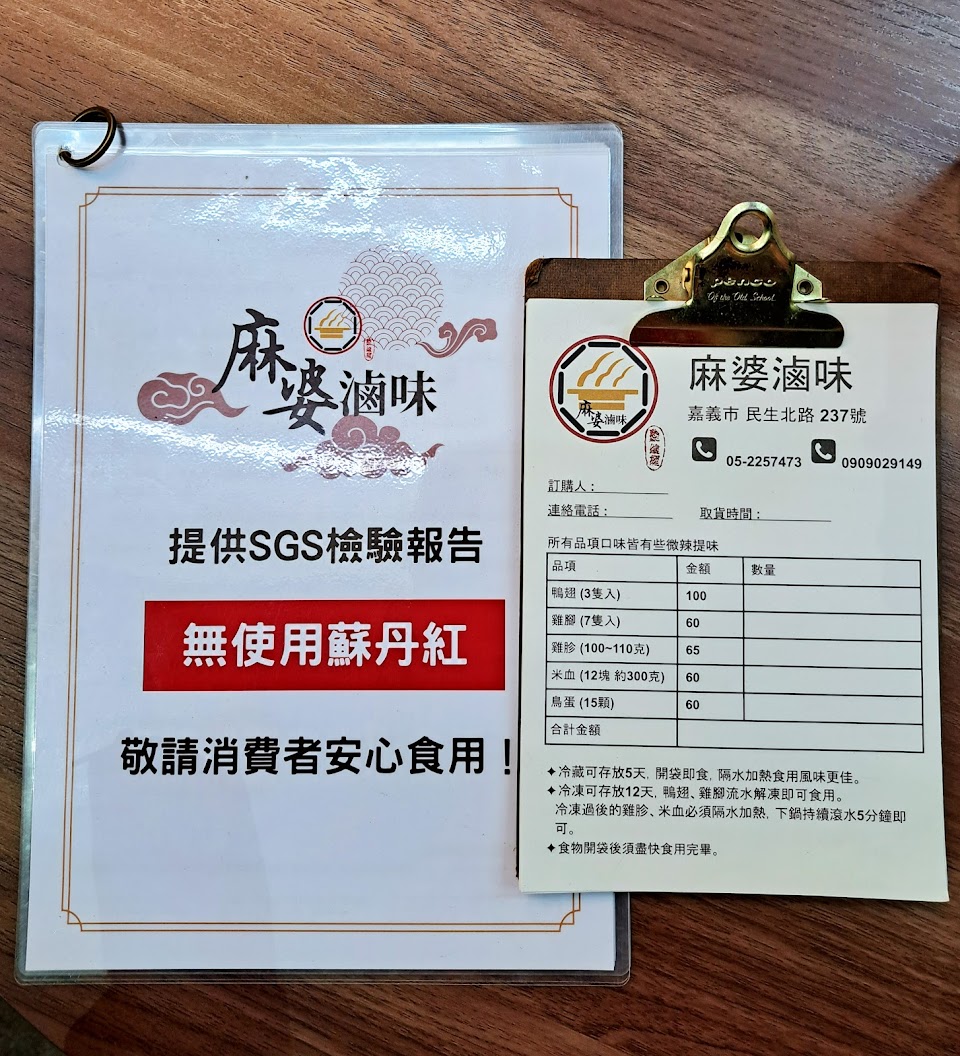 麻婆滷味
提供SGS檢驗報告
無使用蘇丹紅
敬請消費者安心食用！
penco
Of the Old School.
麻婆滷味
麻婆滷味
嘉義市 民生北路 237號
05-2257473 0909029149
訂購人：
連絡電話： 取貨時間：
所有品項口味皆有些微辣提味
品項 金額 數量
鴨翅 (3隻入) 100
雞腳 (7隻入) 60
雞胗 (100~110克) 65
米血 (12塊 約300克) 60
鳥蛋 (15顆) 60
合計金額
✦冷藏可存放5天, 開袋即食, 隔水加熱食用風味更佳。
✦冷凍可存放12天, 鴨翅、雞腳流水解凍即可食用。
冷凍過後的雞胗、米血必須隔水加熱, 下鍋持續滾水5分鐘即
可。
✦食物開袋後須盡快食用完畢。